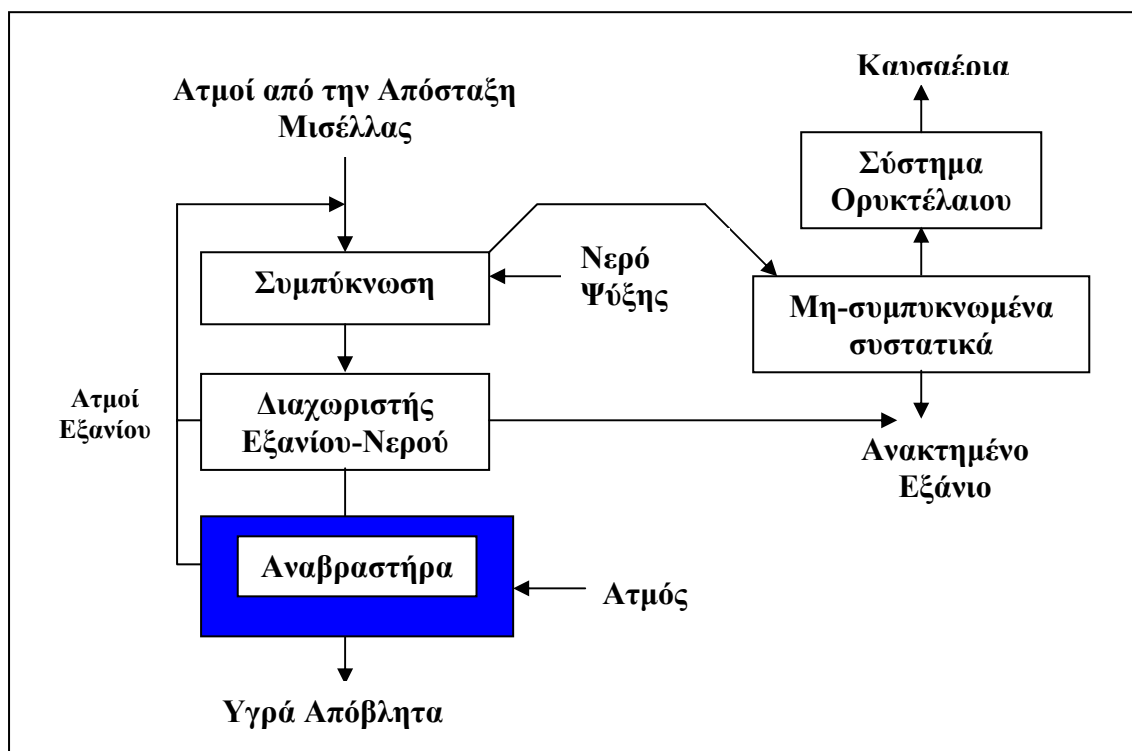 Καυσαέρια
Ατμοί από την Απόσταξη
Μισέλλας
Σύστημα
Ορυκτέλαιου
Συμπύκνωση
Νερό
Ψύξης
Μη-συμπυκνωμένα
συστατικά
Ατμοί
Εξανίου
Διαχωριστής
Εξανίου-Νερού
Ανακτημένο
Εξάνιο
Αναβραστήρα
Ατμός
Υγρά Απόβλητα